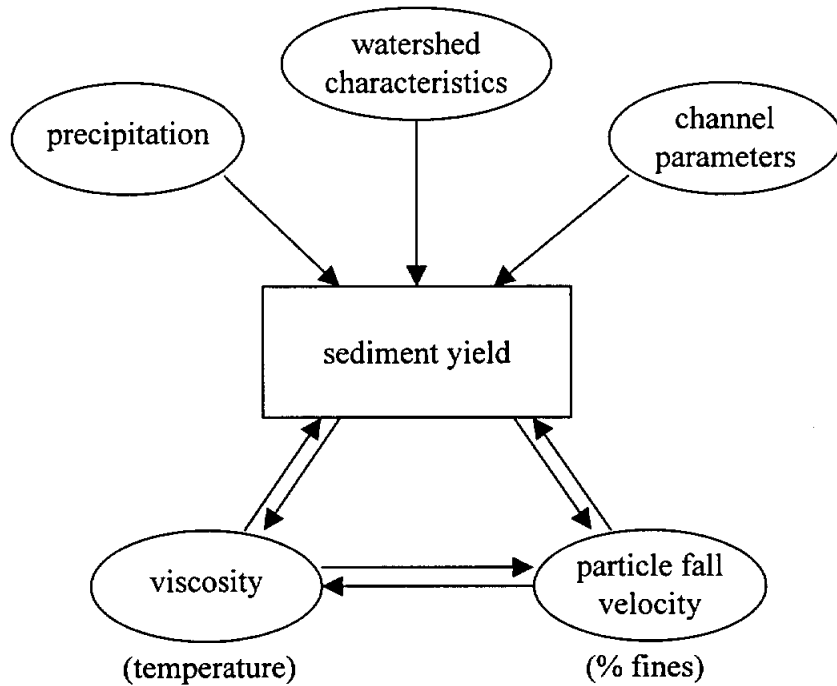 watershed
characteristics
precipitation
channel
parameters
sediment yield
viscosity
particle fall
velocity
(temperature)
(% fines)